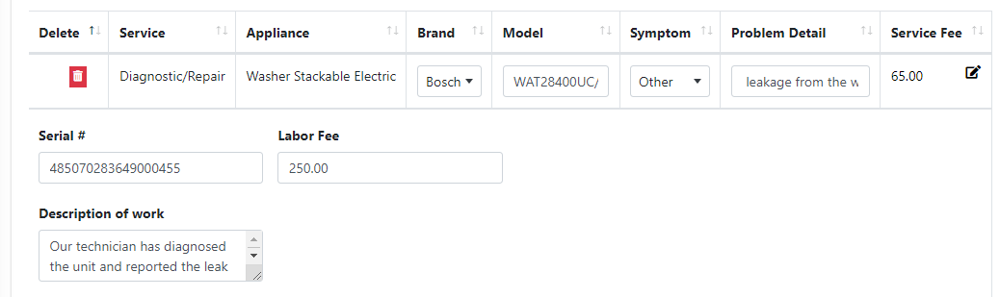 Delete Service Appliance Brand Model Symptom Problem Detail Service Fee
Diagnostic/Repair Washer Stackable Electric Bosch WAT28400UC/ Other leakage from the w 65.00
Serial # Labor Fee
485070283649000455 250.00
Description of work
Our technician has diagnosed
the unit and reported the leak